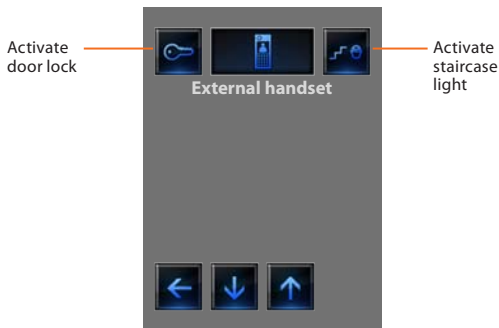 Activate
door lock
Activate
staircase
light
External handset